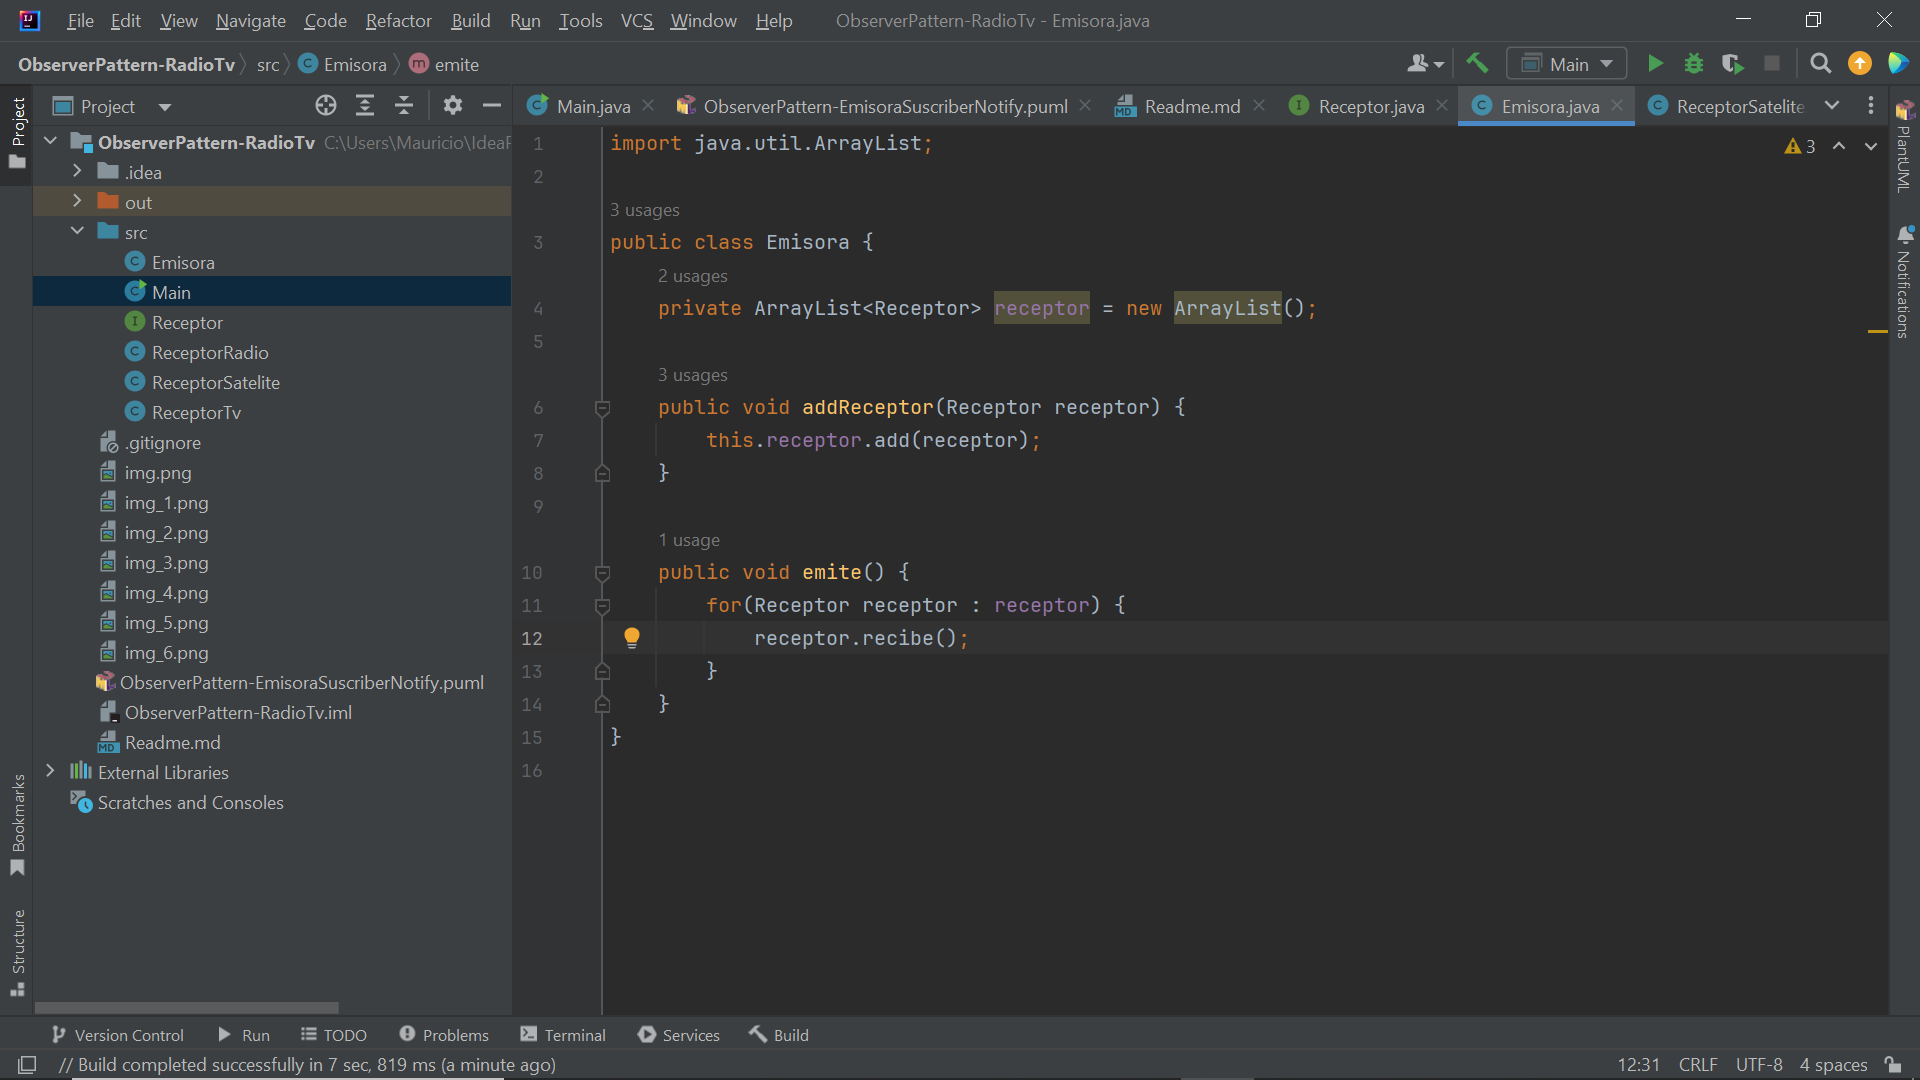 File Edit View Navigate Code Refactor Build Run Tools VCS Window Help ObserverPattern-RadioTv - Emisora.java
ObserverPattern-RadioTv src Emisora emite Main
Project
Project
Main.java ObserverPattern-EmisoraSuscriberNotify.puml Readme.md Receptor.java Emisora.java ReceptorSatelite
ObserverPattern-RadioTv C:\Users\Mauricio\IdeaP
.idea
out
src
Emisora
Main
Receptor
ReceptorRadio
ReceptorSatelite
ReceptorTv
.gitignore
img.png
img_1.png
img_2.png
img_3.png
img_4.png
img_5.png
img_6.png
ObserverPattern-EmisoraSuscriberNotify.puml
ObserverPattern-RadioTv.iml
Readme.md
External Libraries
Scratches and Consoles
Bookmarks
Structure
1 import java.util.ArrayList;
2
3 usages
3 public class Emisora {
2 usages
4 private ArrayList<Receptor> receptor = new ArrayList();
5
3 usages
6 public void addReceptor(Receptor receptor) {
7 this.receptor.add(receptor);
8 }
9
1 usage
10 public void emite() {
11 for(Receptor receptor : receptor) {
12 receptor.recibe();
13 }
14 }
15 }
16
3
PlantUML
Notifications
Version Control Run TODO Problems Terminal Services Build
// Build completed successfully in 7 sec, 819 ms (a minute ago) 12:31 CRLF UTF-8 4 spaces